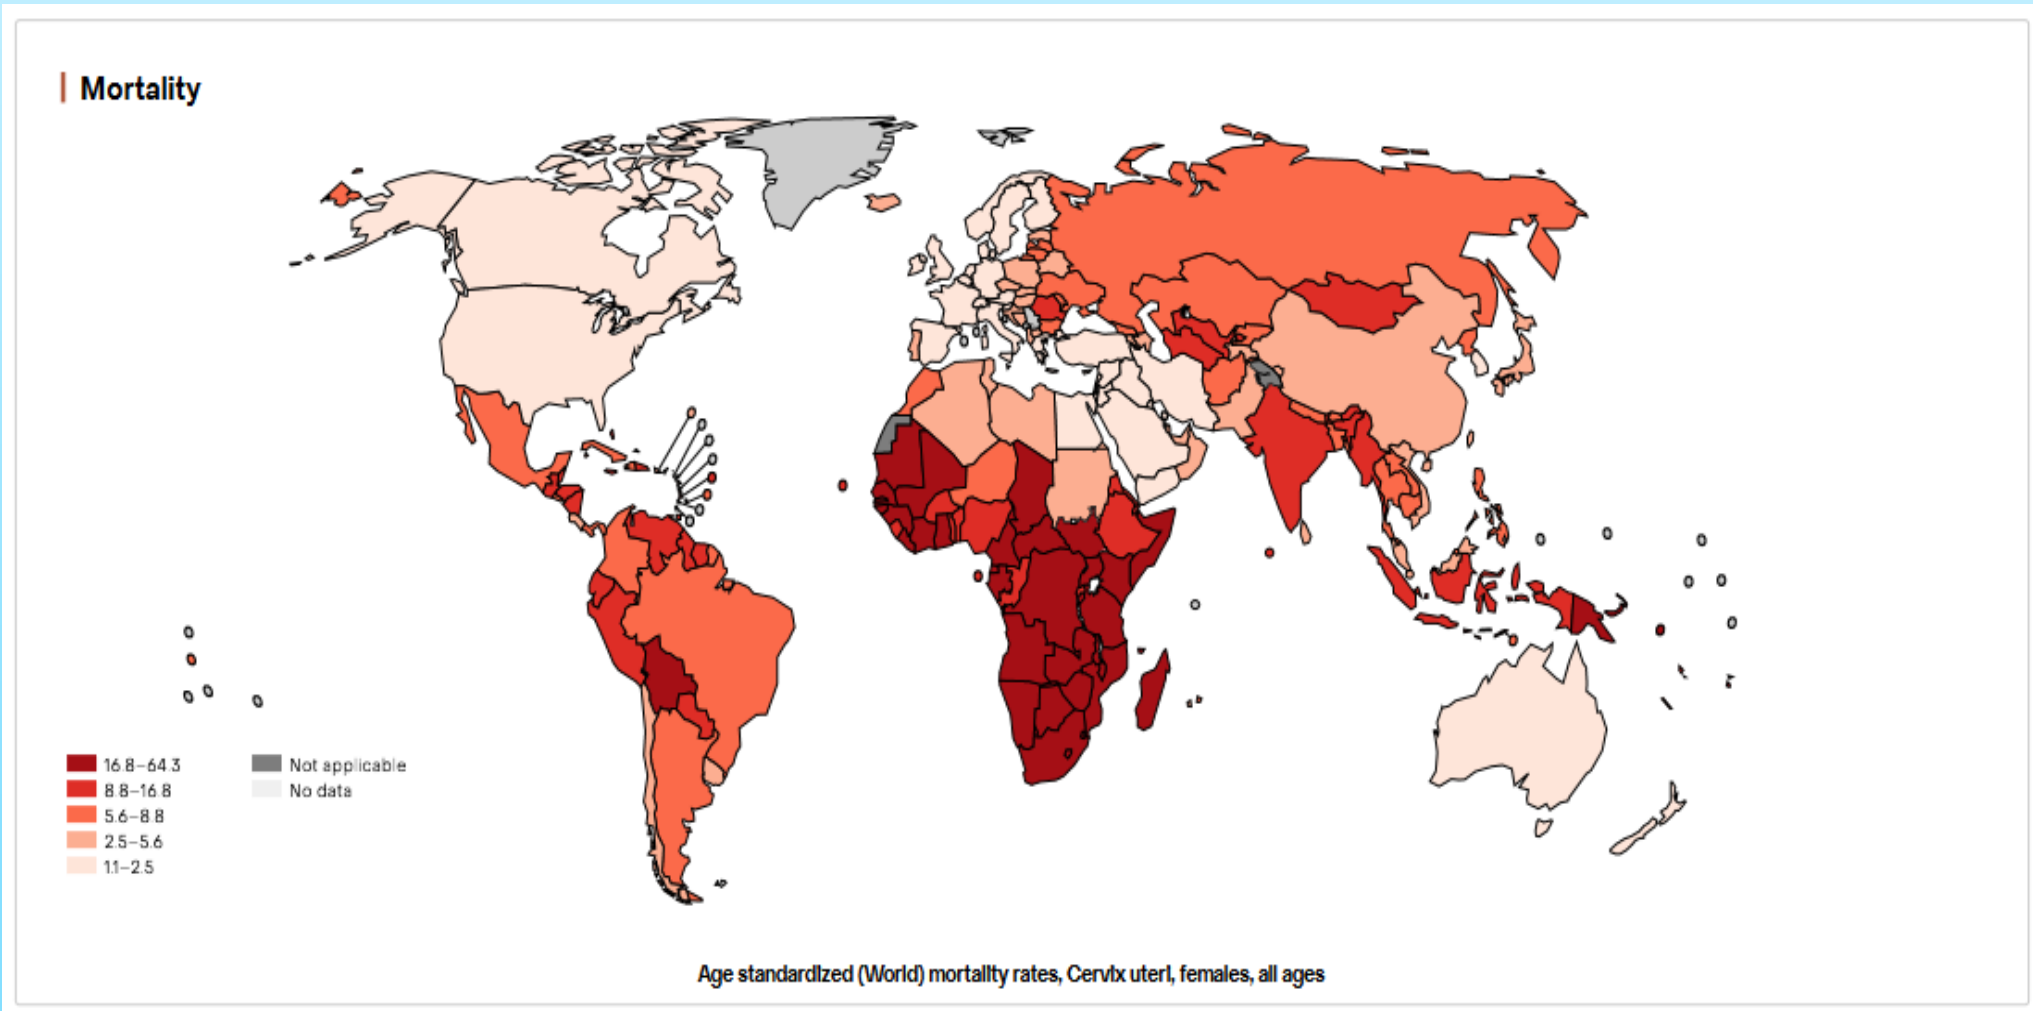 Mortality
16.8–64.3
8.8–16.8
5.6–8.8
2.5–5.6
1.1–2.5
Not applicable
No data
Age standardized (World) mortality rates, Cervix uteri, females, all ages